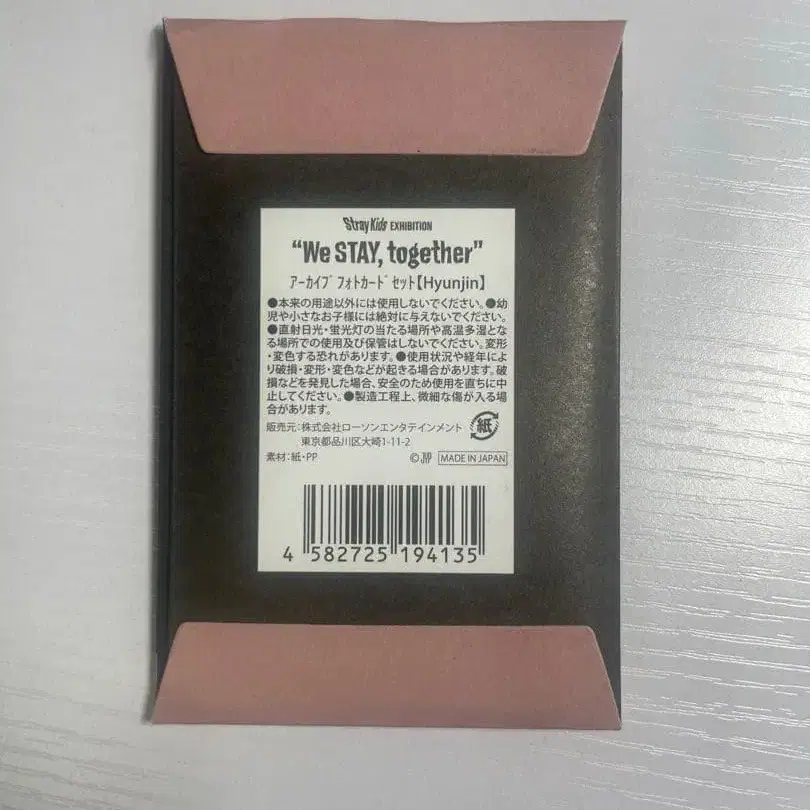 Stray Kids EXHIBITION
“We STAY, together”
ｱｰｶｲﾌﾞ ﾌｫﾄｶｰﾄﾞ ｾｯﾄ【Hyunjin】
●本来の用途以外には使用しないでください。●幼
児や小さなお子様には絶対に与えないでください。
●直射日光・蛍光灯の当たる場所や高温多湿とな
る場所での使用及び保管はしないでください。変形
・変色する恐れがあります。●使用状況や経年によ
り破損・変形・変色などが起きる場合があります。破
損などを発見した場合、安全のため使用を直ちに中
止してください。●製造工程上、微細な傷が入る場
合があります。
販売元：株式会社ローソンエンタテインメント
東京都品川区大崎1-11-2
紙
素材：紙・PP
©JYP MADE IN JAPAN
4 582725 194135